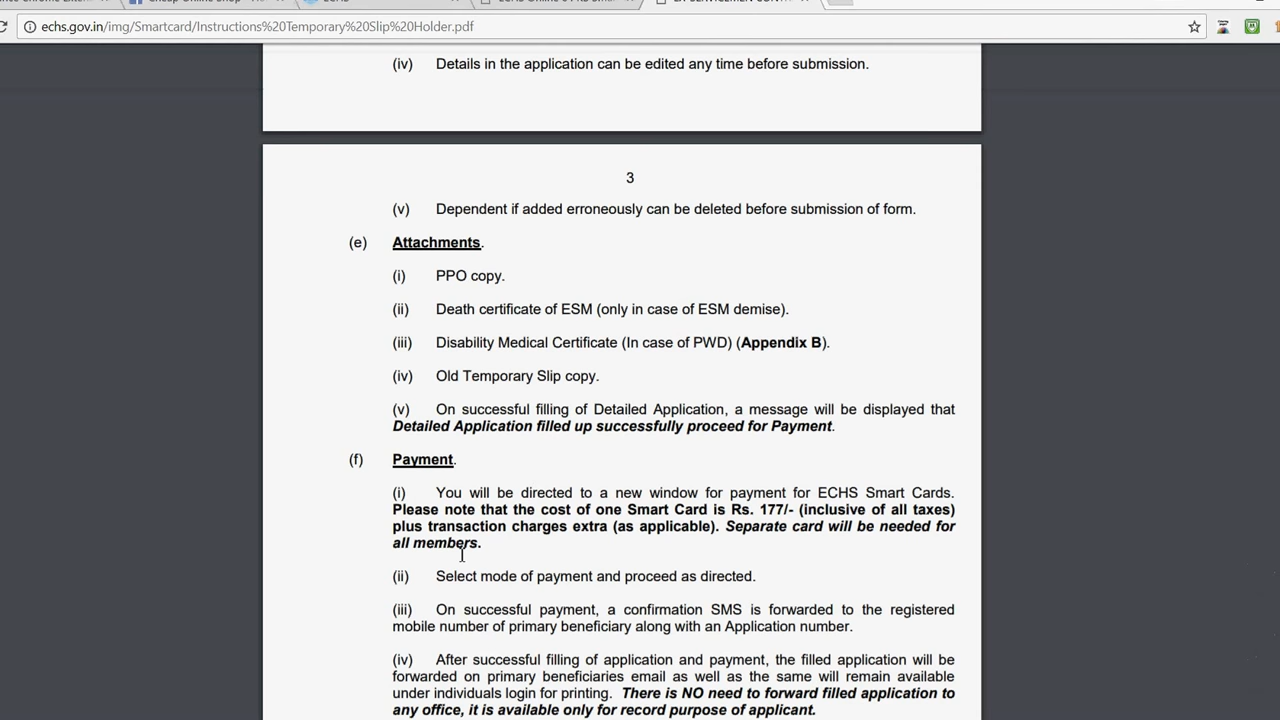 echs.gov.in/img/Smartcard/Instructions%20Temporary%20Slip%20Holder.pdf
(iv) Details in the application can be edited any time before submission.
3
(v) Dependent if added erroneously can be deleted before submission of form.
(e) Attachments.
(i) PPO copy.
(ii) Death certificate of ESM (only in case of ESM demise).
(iii) Disability Medical Certificate (In case of PWD) (Appendix B).
(iv) Old Temporary Slip copy.
(v) On successful filling of Detailed Application, a message will be displayed that
Detailed Application filled up successfully proceed for Payment.
(f) Payment.
(i) You will be directed to a new window for payment for ECHS Smart Cards.
Please note that the cost of one Smart Card is Rs. 177/- (inclusive of all taxes)
plus transaction charges extra (as applicable). Separate card will be needed for
all members.
(ii) Select mode of payment and proceed as directed.
(iii) On successful payment, a confirmation SMS is forwarded to the registered
mobile number of primary beneficiary along with an Application number.
(iv) After successful filling of application and payment, the filled application will be
forwarded on primary beneficiaries email as well as the same will remain available
under individuals login for printing. There is NO need to forward filled application to
any office, it is available only for record purpose of applicant.